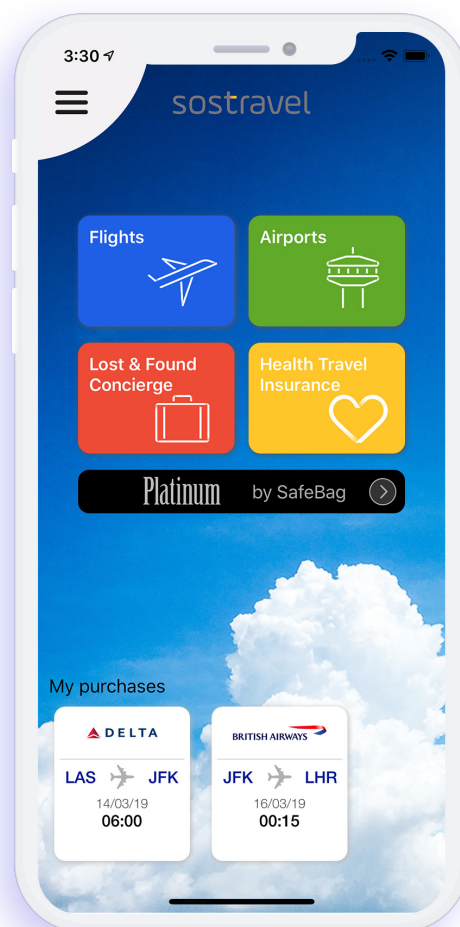 3:30
sostravel
Flights
Airports
Lost & Found
Concierge
Health Travel
Insurance
Platinum by SafeBag
My purchases
DELTA
LAS JFK
14/03/19
06:00
BRITISH AIRWAYS
JFK LHR
16/03/19
00:15